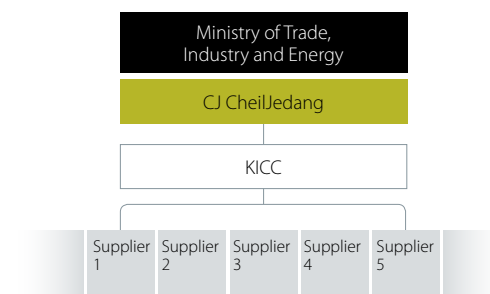 Ministry of Trade,
Industry and Energy
CJ CheilJedang
KICC
Supplier
1
Supplier
2
Supplier
3
Supplier
4
Supplier
5